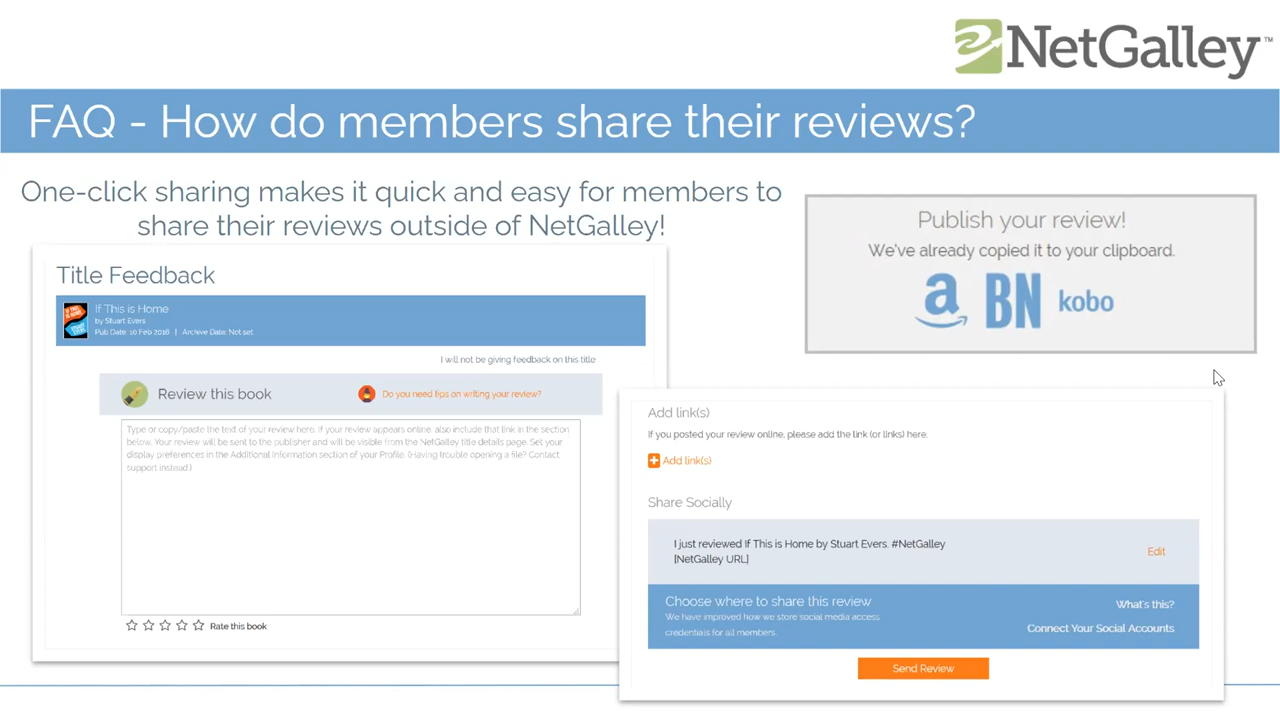 NetGalley™
FAQ - How do members share their reviews?
One-click sharing makes it quick and easy for members to
share their reviews outside of NetGalley!
Title Feedback
If This is Home
by Stuart Evers
Pub Date: 10 Feb 2016 | Archive Date: Not set
I will not be giving feedback on this title
Review this book
Do you need tips on writing your review?
Type or copy/paste the text of your review here. If your review appears online, also include that link in the section
below. Your review will be sent to the publisher and will be visible from the NetGalley title details page. Set your
display preferences in the Additional Information section of your Profile. (Having trouble opening a file? Contact
support instead.)
Rate this book
Publish your review!
We've already copied it to your clipboard.
a BN kobo
Add link(s)
If you posted your review online, please add the link (or links) here.
Add link(s)
Share Socially
I just reviewed If This is Home by Stuart Evers. #NetGalley
[NetGalley URL]
Edit
Choose where to share this review
We have improved how we store social media access
credentials for all members.
What's this?
Connect Your Social Accounts
Send Review